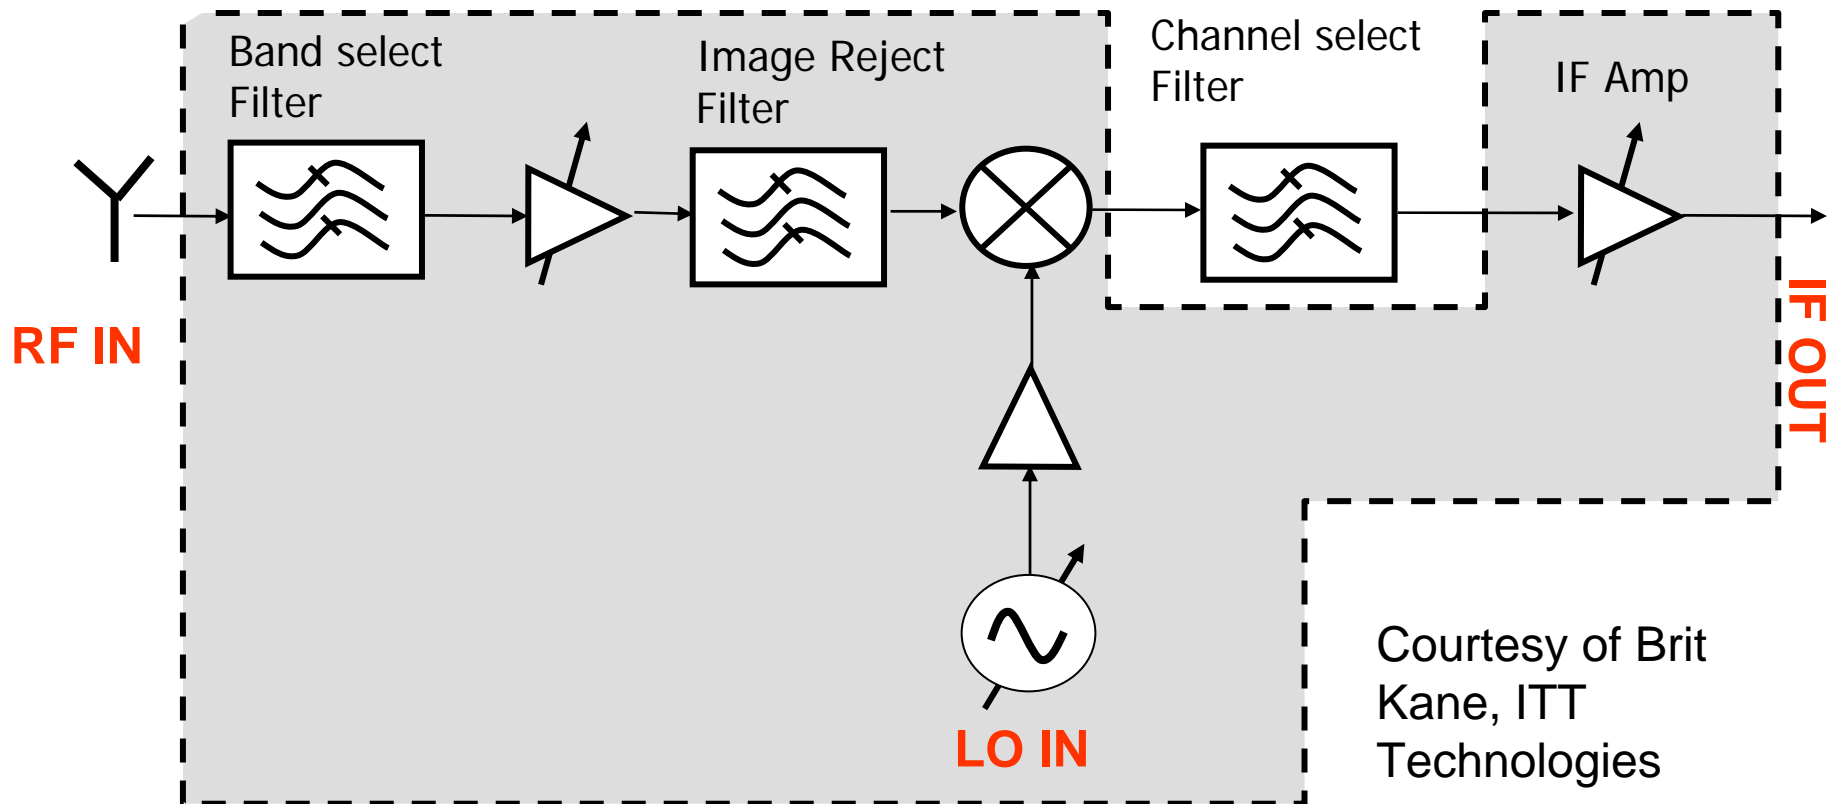 Band select
Filter
Image Reject
Filter
Channel select
Filter
IF Amp
RF IN
IF OUT
LO IN
Courtesy of Brit
Kane, ITT
Technologies